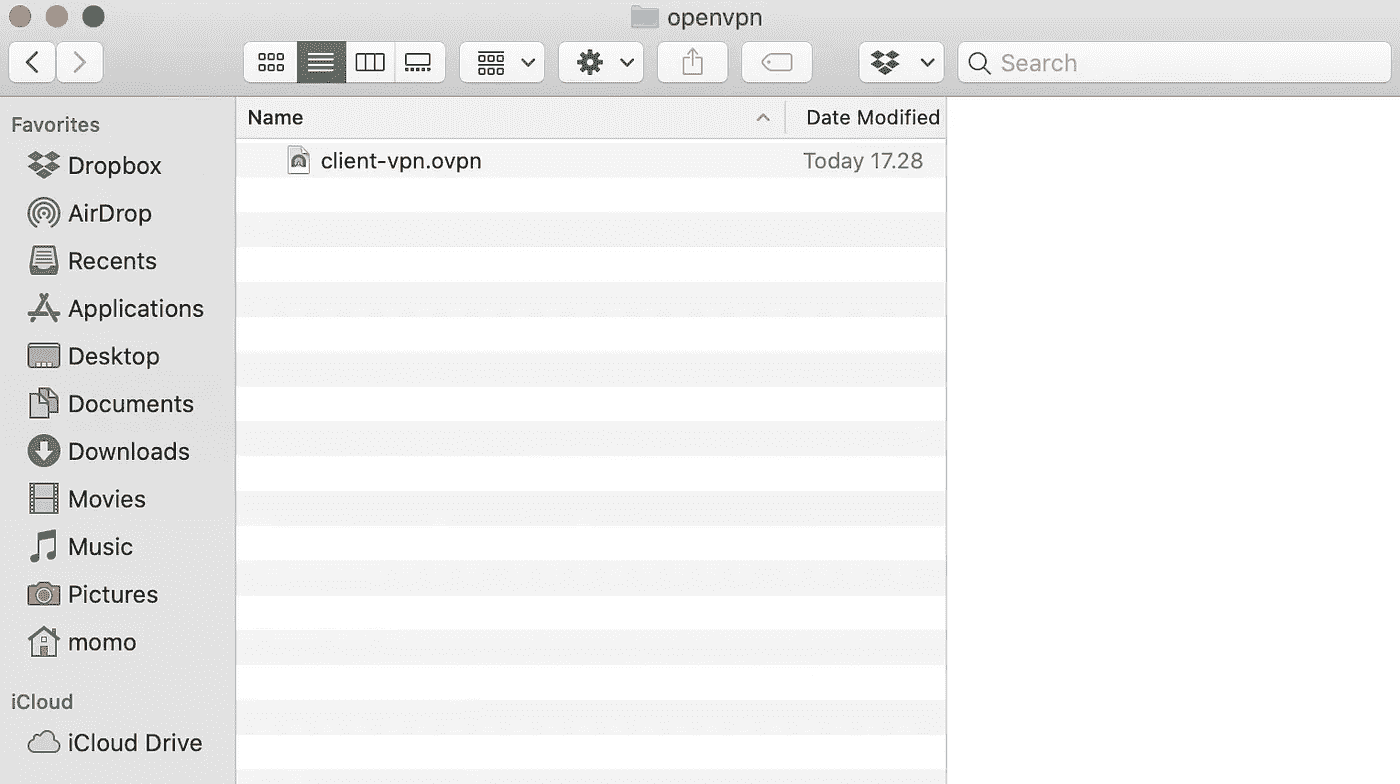 openvpn
Search
Favorites
Dropbox
AirDrop
Recents
Applications
Desktop
Documents
Downloads
Movies
Music
Pictures
momo
iCloud
iCloud Drive
Name Date Modified
client-vpn.ovpn Today 17.28